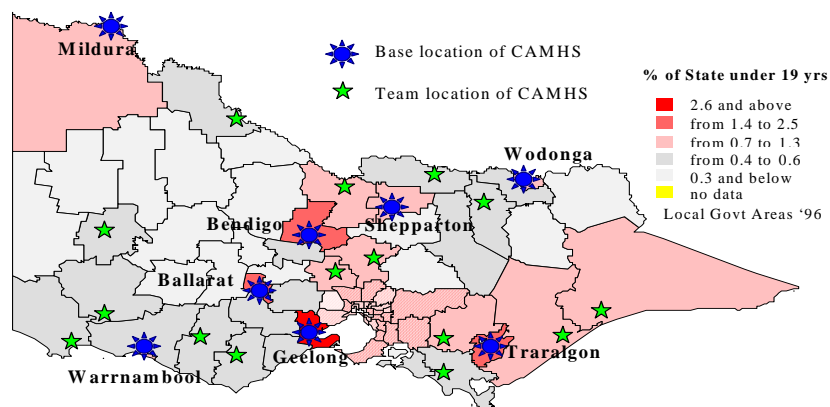 Mildura
Base location of CAMHS
Team location of CAMHS
% of State under 19 yrs
2.6 and above
from 1.4 to 2.5
from 0.7 to 1.3
from 0.4 to 0.6
0.3 and below
no data
Local Govt Areas '96
Wodonga
Bendigo
Shepparton
Ballarat
Geelong
Traralgon
Warrnambool